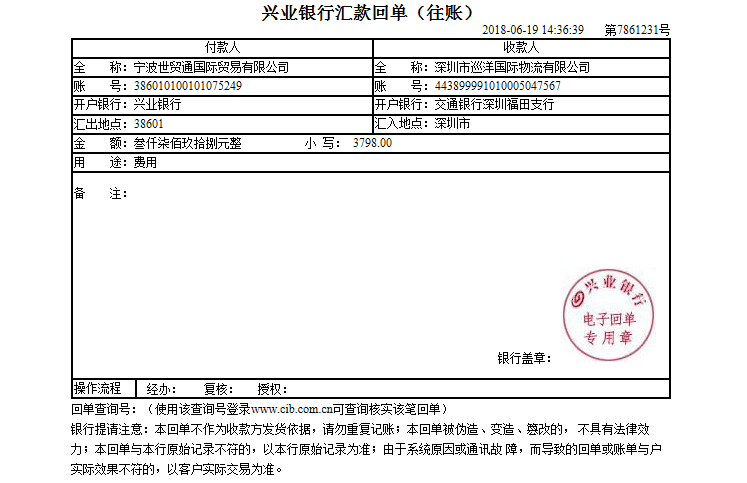 兴业银行汇款回单（往账）
2018-06-19 14:36:39 第7861231号
付款人 收款人
全 称：宁波世贸通国际贸易有限公司 全 称：深圳市巡洋国际物流有限公司
账 号：386010100101075249 账 号：443899991010005047567
开户银行：兴业银行 开户银行：交通银行深圳福田支行
汇出地点：38601 汇入地点：深圳市
金 额：叁仟柒佰玖拾捌元整 小 写： 3798.00
用 途：费用
备 注：
兴业银行
电子回单
专用章
银行盖章：
操作流程 经办： 复核： 授权：
回单查询号：（使用该查询号登录www.cib.com.cn可查询核实该笔回单）
银行提请注意：本回单不作为收款方发货依据，请勿重复记账；本回单被伪造、变造、篡改的， 不具有法律效
力；本回单与本行原始记录不符的，以本行原始记录为准；由于系统原因或通讯故 障，而导致的回单或账单与户
实际效果不符的，以客户实际交易为准。